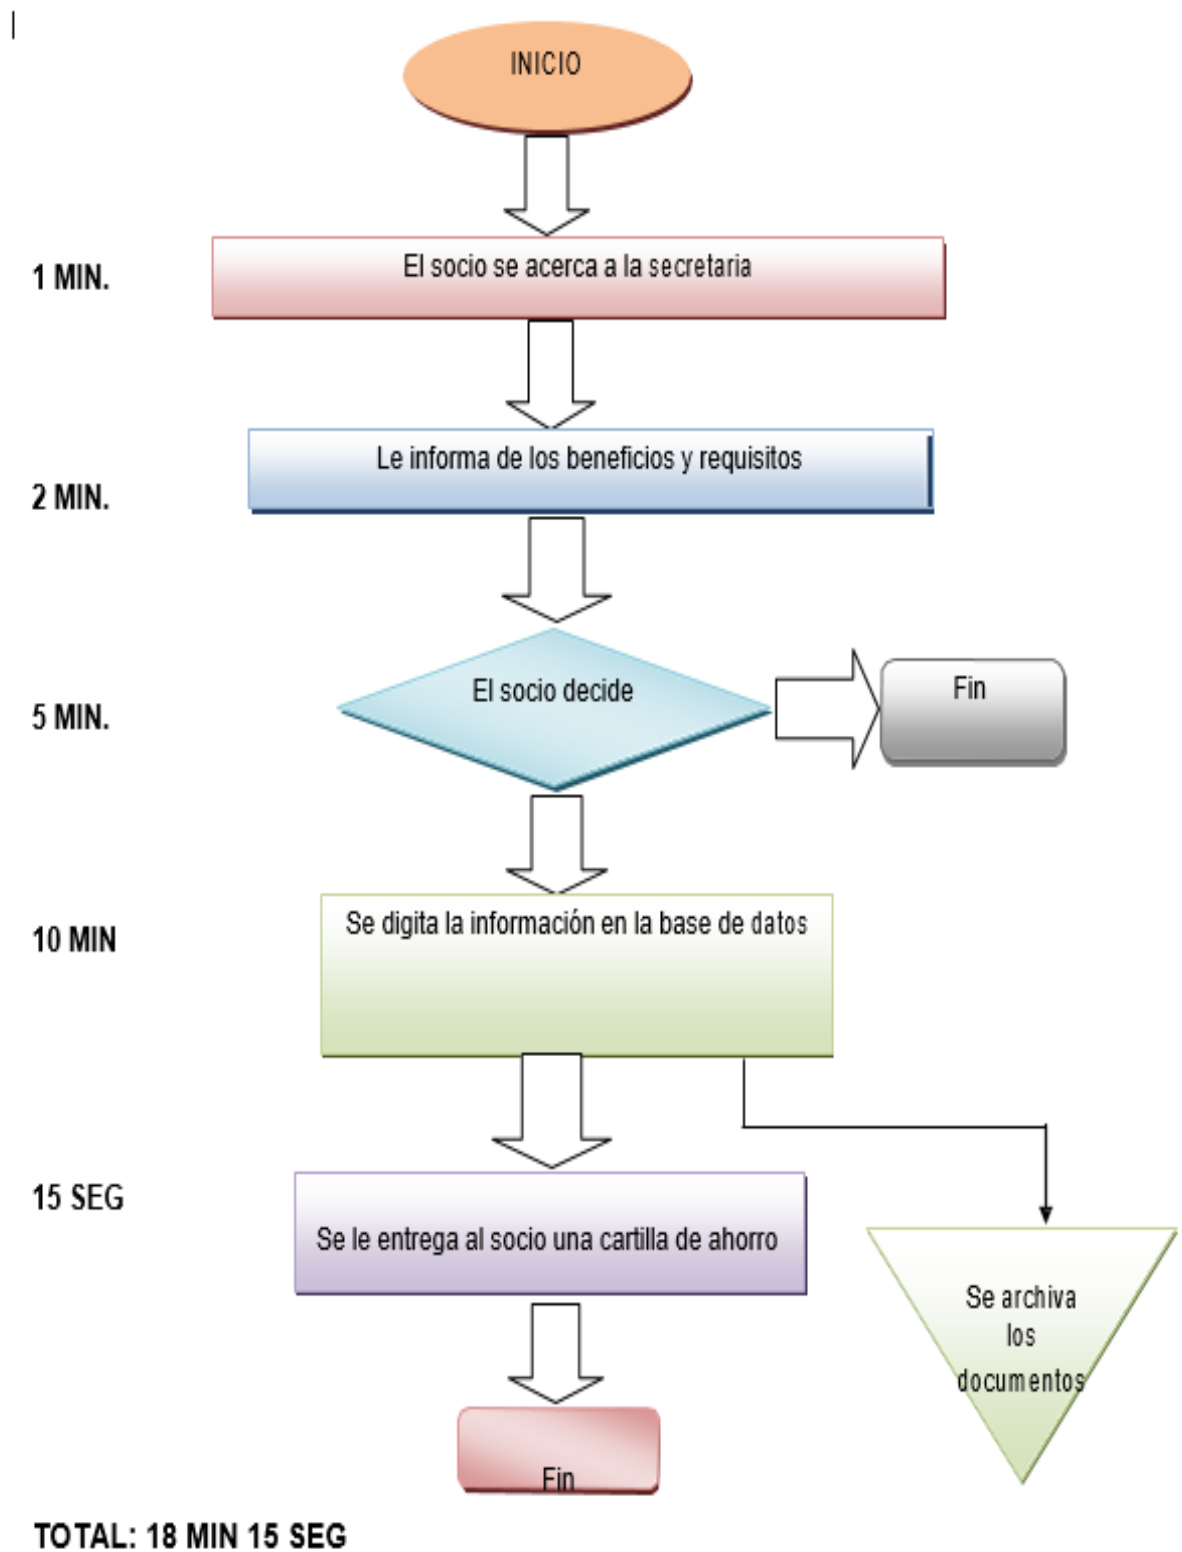 INICIO
1 MIN.
El socio se acerca a la secretaria
Le informa de los beneficios y requisitos
2 MIN.
El socio decide
Fin
5 MIN.
Se digita la información en la base de datos
10 MIN
15 SEG
Se le entrega al socio una cartilla de ahorro
Se archiva
los
documentos
Fin
TOTAL: 18 MIN 15 SEG